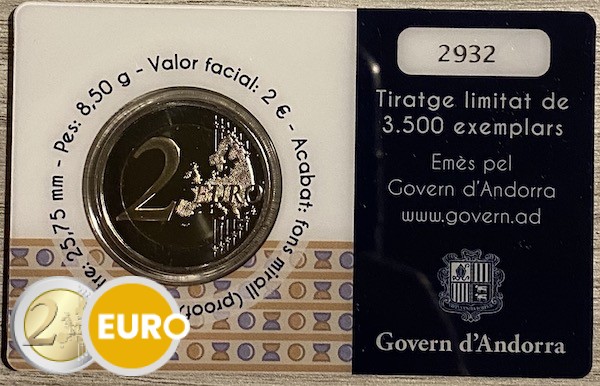 2932
Tiratge limitat de
3.500 exemplars
Emès pel
Govern d'Andorra
www.govern.ad
Govern d'Andorra
tre: 25,75 mm - Pes: 8,50 g - Valor facial: 2 € - Acabat: fons mirall (proof)
2 EURO
2
EURO